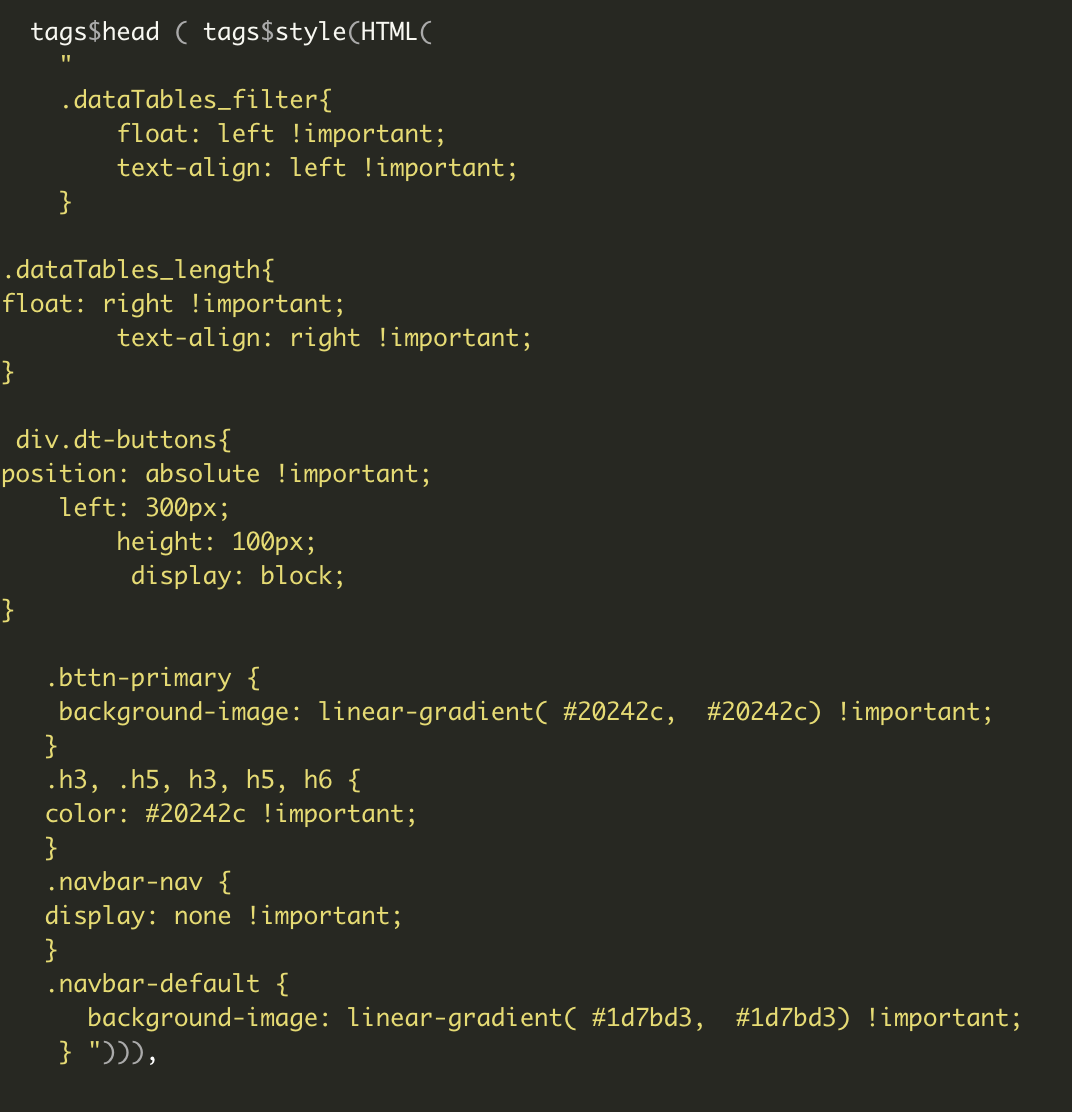 tags$head ( tags$style(HTML(
"
.dataTables_filter{
float: left !important;
text-align: left !important;
}
.dataTables_length{
float: right !important;
text-align: right !important;
}
div.dt-buttons{
position: absolute !important;
left: 300px;
height: 100px;
display: block;
}
.bttn-primary {
background-image: linear-gradient( #20242c,  #20242c) !important;
}
.h3, .h5, h3, h5, h6 {
color: #20242c !important;
}
.navbar-nav {
display: none !important;
}
.navbar-default {
background-image: linear-gradient( #1d7bd3,  #1d7bd3) !important;
} "))),